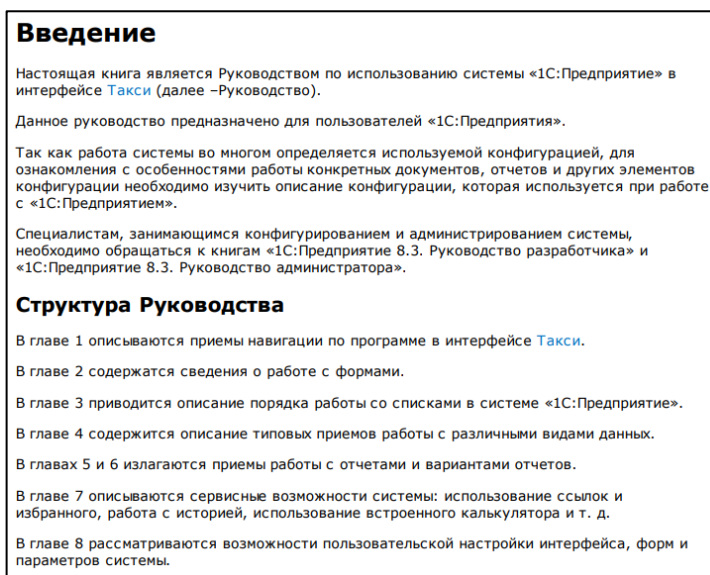 Введение
Настоящая книга является Руководством по использованию системы «1С:Предприятие» в
интерфейсе Такси (далее –Руководство).
Данное руководство предназначено для пользователей «1С:Предприятия».
Так как работа системы во многом определяется используемой конфигурацией, для
ознакомления с особенностями работы конкретных документов, отчетов и других элементов
конфигурации необходимо изучить описание конфигурации, которая используется при работе
с «1С:Предприятием».
Специалистам, занимающимся конфигурированием и администрированием системы,
необходимо обращаться к книгам «1С:Предприятие 8.3. Руководство разработчика» и
«1С:Предприятие 8.3. Руководство администратора».
Структура Руководства
В главе 1 описываются приемы навигации по программе в интерфейсе Такси.
В главе 2 содержатся сведения о работе с формами.
В главе 3 приводится описание порядка работы со списками в системе «1С:Предприятие».
В главе 4 содержится описание типовых приемов работы с различными видами данных.
В главах 5 и 6 излагаются приемы работы с отчетами и вариантами отчетов.
В главе 7 описываются сервисные возможности системы: использование ссылок и
избранного, работа с историей, использование встроенного калькулятора и т. д.
В главе 8 рассматриваются возможности пользовательской настройки интерфейса, форм и
параметров системы.